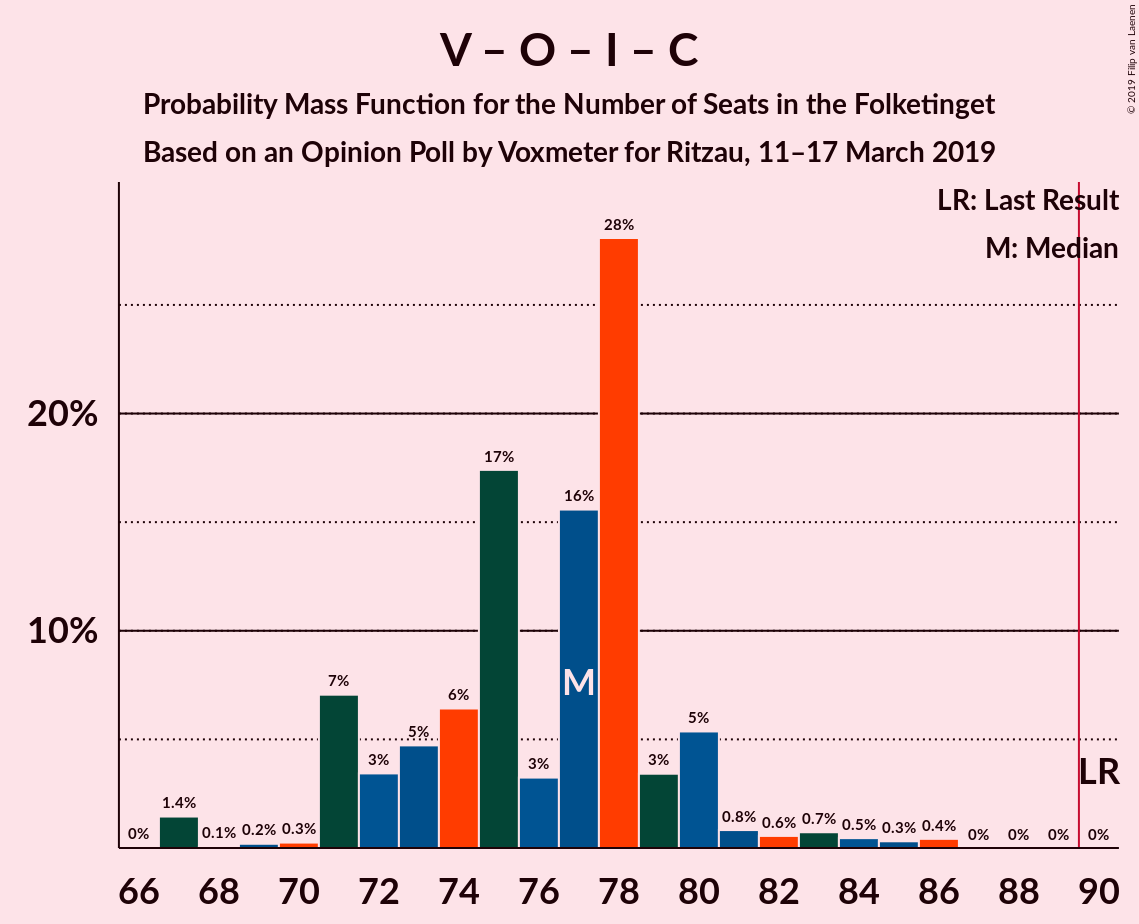 V – O – I – C
Probability Mass Function for the Number of Seats in the Folketinget
Based on an Opinion Poll by Voxmeter for Ritzau, 11–17 March 2019
© 2019 Filip van Laenen
LR: Last Result
M: Median
20%
10%
0% 1.4% 0.1% 0.2% 0.3% 7% 3% 5% 6% 17% 3% 16% 28% 3% 5% 0.8% 0.6% 0.7% 0.5% 0.3% 0.4% 0% 0% 0% 0%
M
LR
66 68 70 72 74 76 78 80 82 84 86 88 90